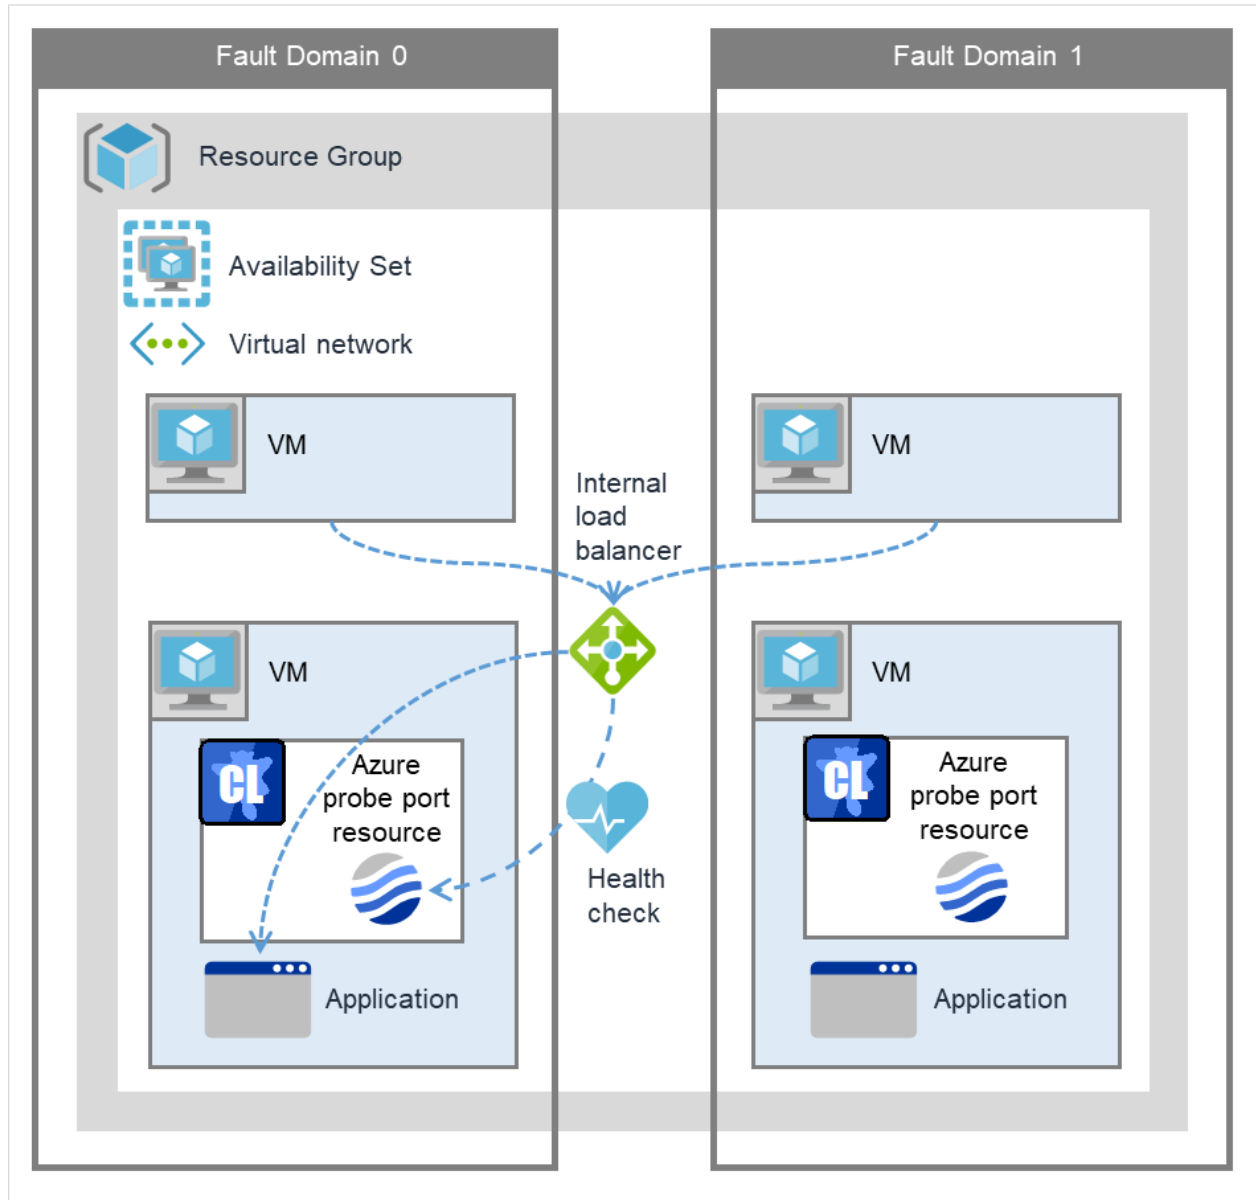 Fault Domain 0
Fault Domain 1
Resource Group
Availability Set
Virtual network
VM
VM
Internal
load
balancer
VM
VM
CL
Azure
probe port
resource
CL
Azure
probe port
resource
Health
check
Application
Application